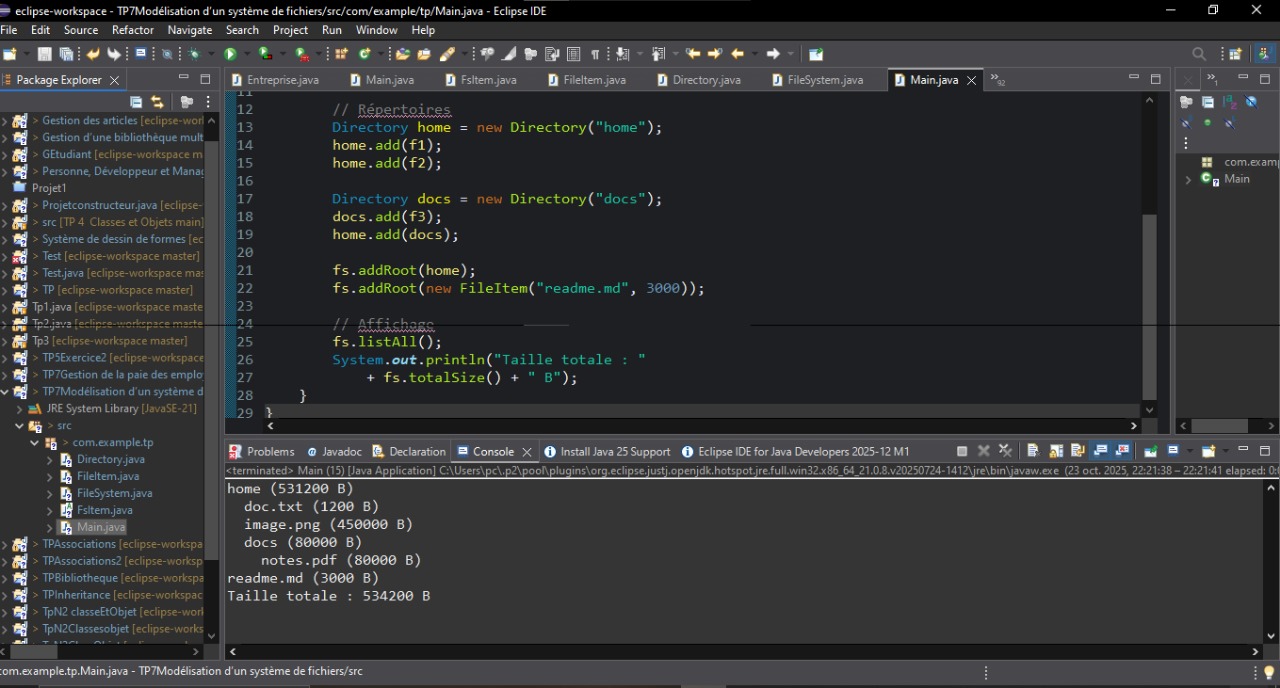 eclipse-workspace - TP7Modélisation d'un système de fichiers/src/com/example/tp/Main.java - Eclipse IDE
File Edit Source Refactor Navigate Search Project Run Window Help
Package Explorer
Entreprise.java Main.java FsItem.java FileItem.java Directory.java FileSystem.java Main.java 92
> Gestion des articles [eclipse-wor
> Gestion d'une bibliothèque mult
> GEtudiant [eclipse-workspace m
> Personne, Développeur et Mana
Projet1
> Projetconstructeur.java [eclipse-
> src [TP 4 Classes et Objets main]
> Système de dessin de formes [ec
> Test [eclipse-workspace master]
> Test.java [eclipse-workspace mas
> TP [eclipse-workspace master]
Tp1.java [eclipse-workspace maste
Tp2.java [eclipse-workspace maste
Tp3 [eclipse-workspace master]
> TP5Exercice2 [eclipse-workspace
> TP7Gestion de la paie des emplo
> TP7Modélisation d'un système d
JRE System Library [JavaSE-21]
> src
> com.example.tp
Directory.java
FileItem.java
FileSystem.java
FsItem.java
Main.java
> TPAssociations [eclipse-workspa
> TPAssociations2 [eclipse-worksp
> TPBibliotheque [eclipse-workspa
> TPInheritance [eclipse-workspac
> TpN2 classeEtObjet [eclipse-wor
> TpN2Classesobjet [eclipse-works
11
12 // Répertoires
13 Directory home = new Directory("home");
14 home.add(f1);
15 home.add(f2);
16
17 Directory docs = new Directory("docs");
18 docs.add(f3);
19 home.add(docs);
20
21 fs.addRoot(home);
22 fs.addRoot(new FileItem("readme.md", 3000));
23
24 // Affichage
25 fs.listAll();
26 System.out.println("Taille totale : "
27 + fs.totalSize() + " B");
28 }
29 }
com.examp
Main
Problems @ Javadoc Declaration Console Install Java 25 Support Eclipse IDE for Java Developers 2025-12 M1
<terminated> Main (15) [Java Application] C:\Users\pc\.p2\pool\plugins\org.eclipse.justj.openjdk.hotspot.jre.full.win32.x86_64_21.0.8.v20250724-1412\jre\bin\javaw.exe (23 oct. 2025, 22:21:38 – 22:21:41 elapsed: 0:0
home (531200 B)
doc.txt (1200 B)
image.png (450000 B)
docs (80000 B)
notes.pdf (80000 B)
readme.md (3000 B)
Taille totale : 534200 B
com.example.tp.Main.java - TP7Modélisation d'un système de fichiers/src